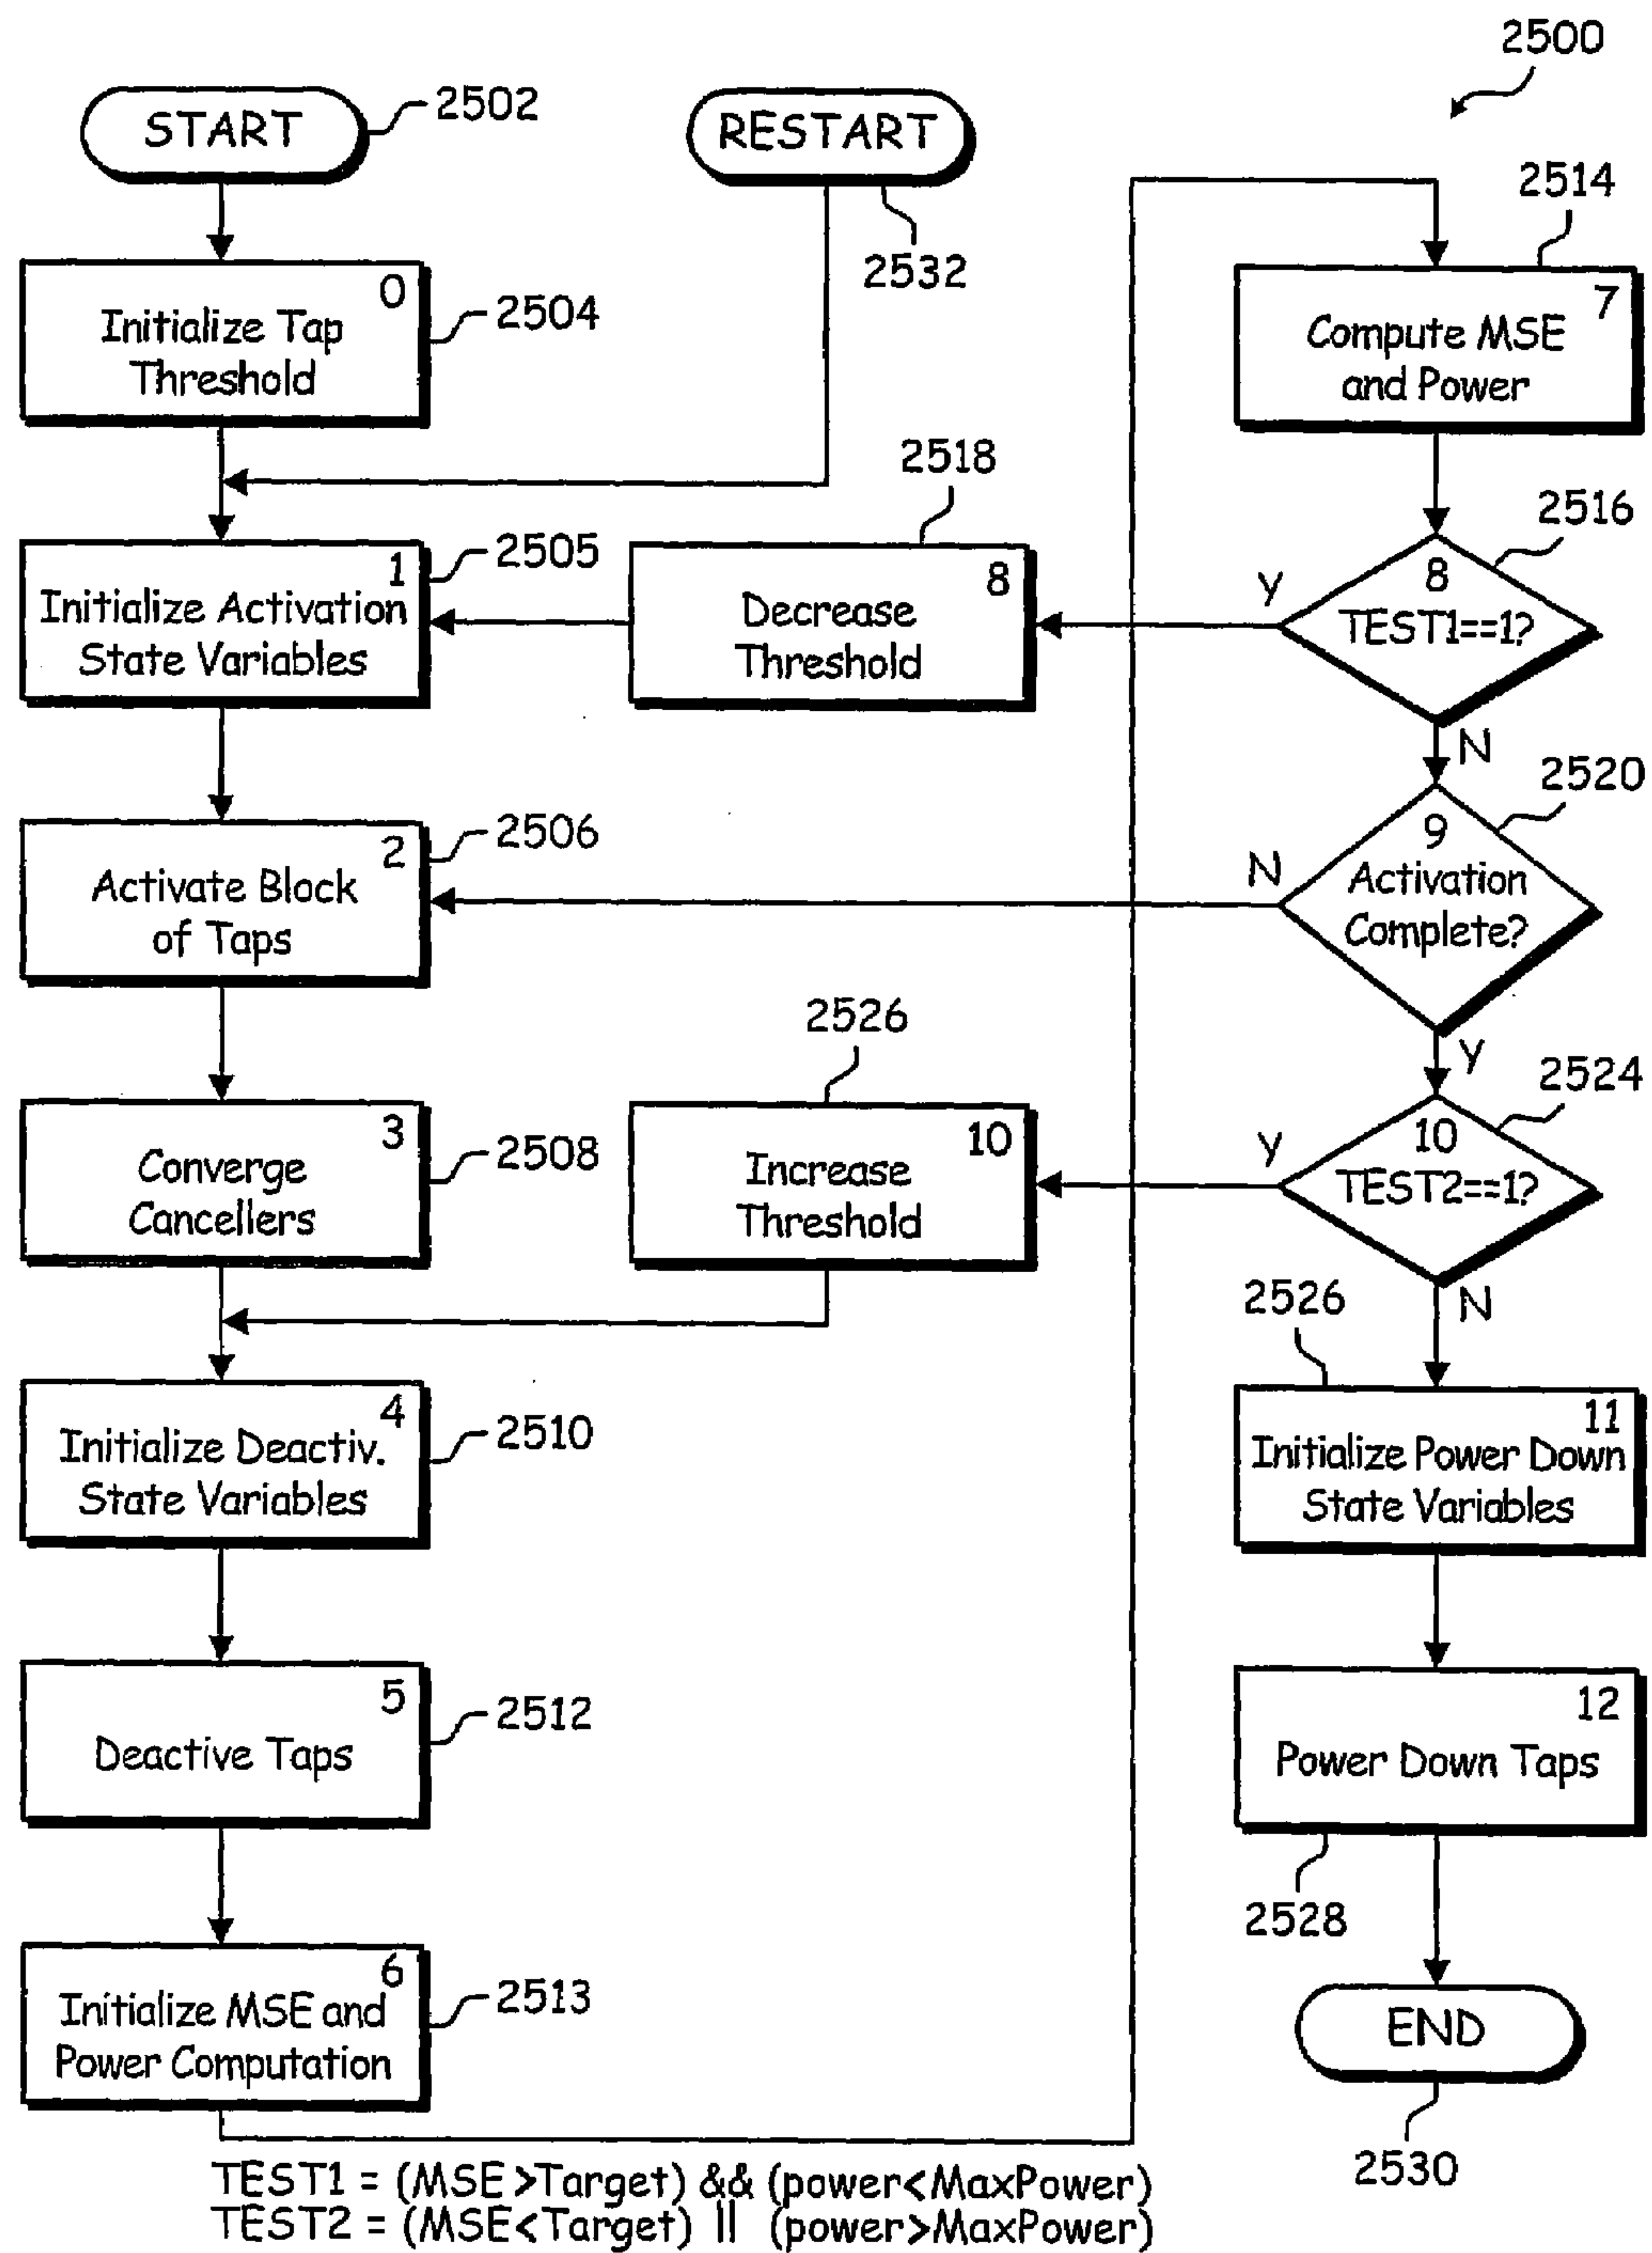 2500
START
2502
RESTART
2532
0
Initialize Tap
Threshold
2504
1
Initialize Activation
State Variables
2505
2518
8
Decrease
Threshold
2
Activate Block
of Taps
2506
3
Converge
Cancellers
2508
2526
10
Increase
Threshold
4
Initialize Deactiv.
State Variables
2510
5
Deactive Taps
2512
6
Initialize MSE and
Power Computation
2513
2514
7
Compute MSE
and Power
2516
8
TEST1==1?
Y
N
2520
9
Activation
Complete?
N
Y
2524
10
TEST2==1?
Y
N
2526
11
Initialize Power Down
State Variables
12
Power Down Taps
2528
END
2530
TEST1 = (MSE>Target) && (power<MaxPower)
TEST2 = (MSE<Target) || (power>MaxPower)